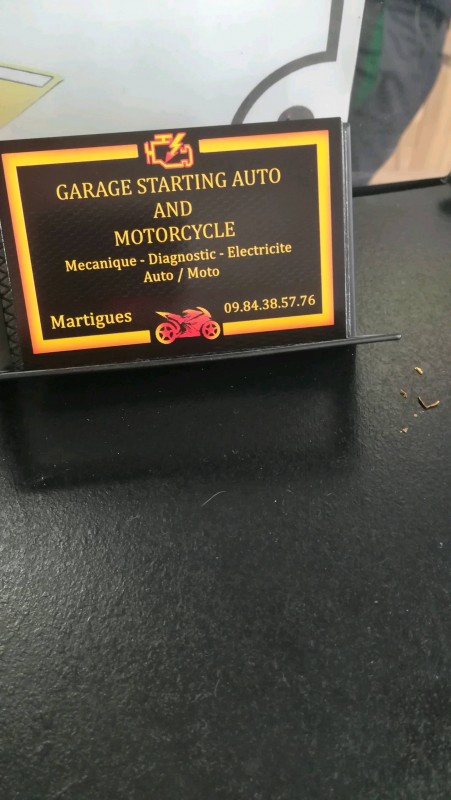 GARAGE STARTING AUTO
AND
MOTORCYCLE
Mecanique - Diagnostic - Electricite
Auto / Moto
Martigues
09.84.38.57.76